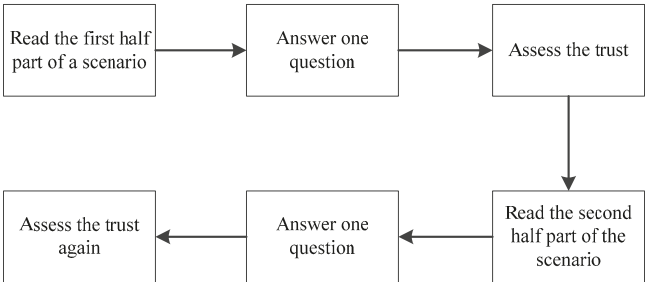 Read the first half
part of a scenario
Answer one
question
Assess the trust
Read the second
half part of the
scenario
Answer one
question
Assess the trust
again